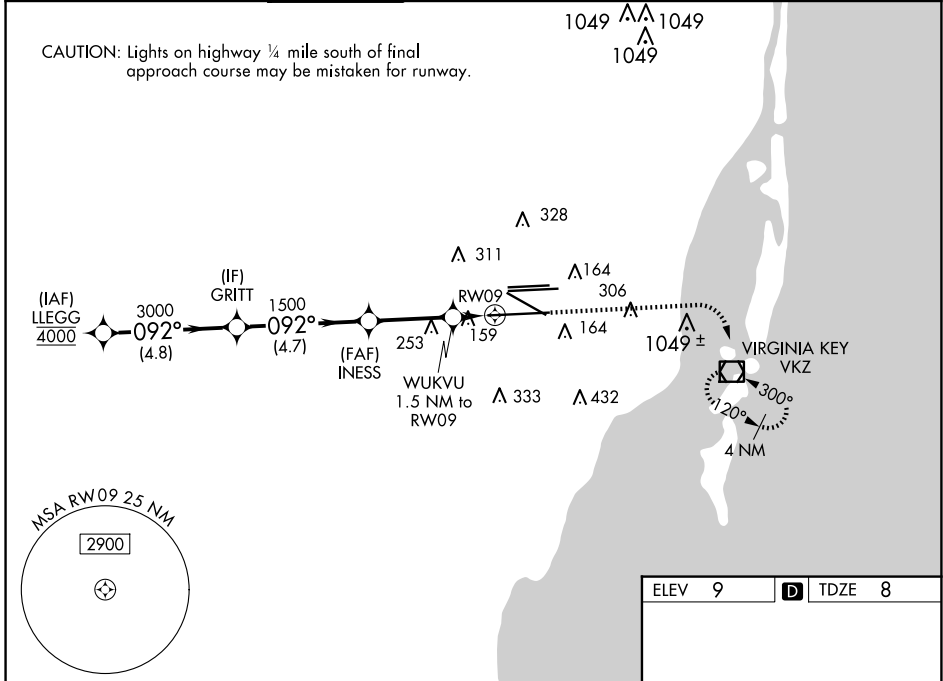 1049 1049
1049
CAUTION: Lights on highway ¼ mile south of final
approach course may be mistaken for runway.
328
311
164
306
(IAF)
LLEGG
4000
3000
092°
(4.8)
(IF)
GRITT
1500
092°
(4.7)
(FAF)
INESS
RW09
253
159
164
1049 ±
WUKVU
1.5 NM to
RW09
333
432
VIRGINIA KEY
VKZ
300°
120°
4 NM
MSA RW09 25 NM
2900
ELEV 9 D TDZE 8